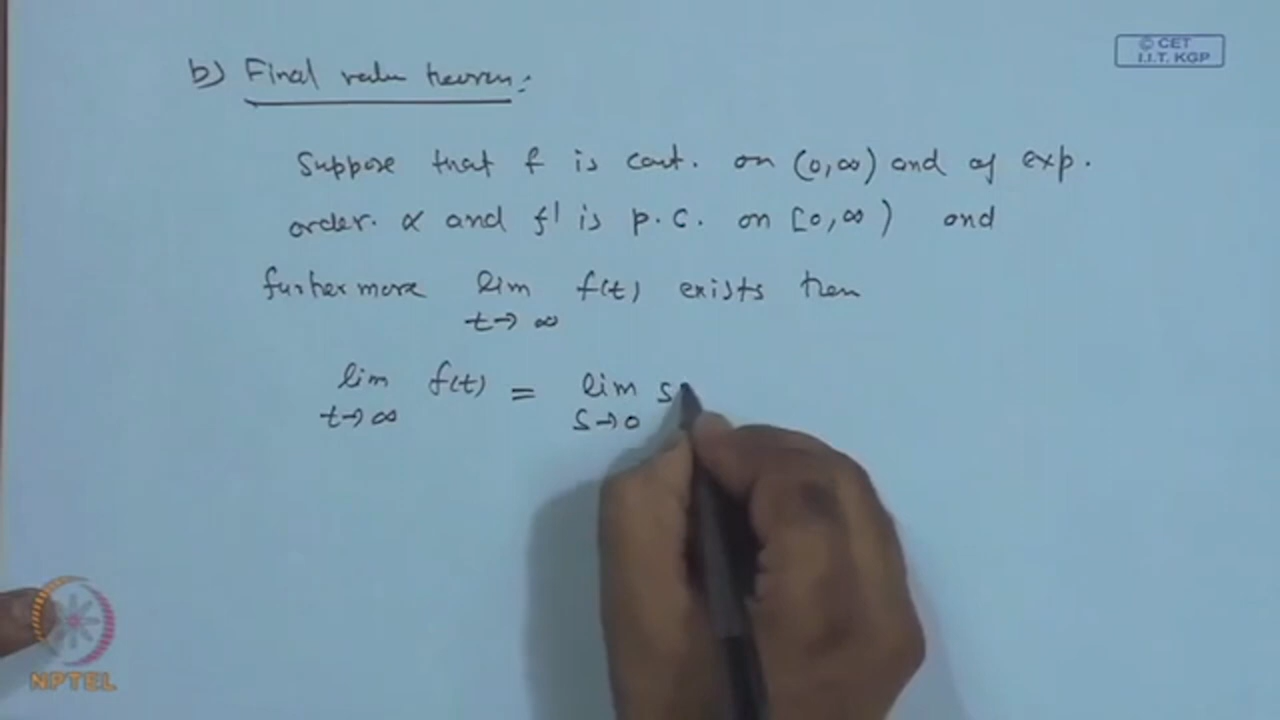 © CET
I.I.T. KGP
b) Final value theorem:
Suppose that f is cont. on (0,∞) and of exp.
order. α and f' is p.c. on [0,∞) and
furthermore lim f(t) exists then
t→∞
lim f(t) = lim s
t→∞ s→0
NPTEL